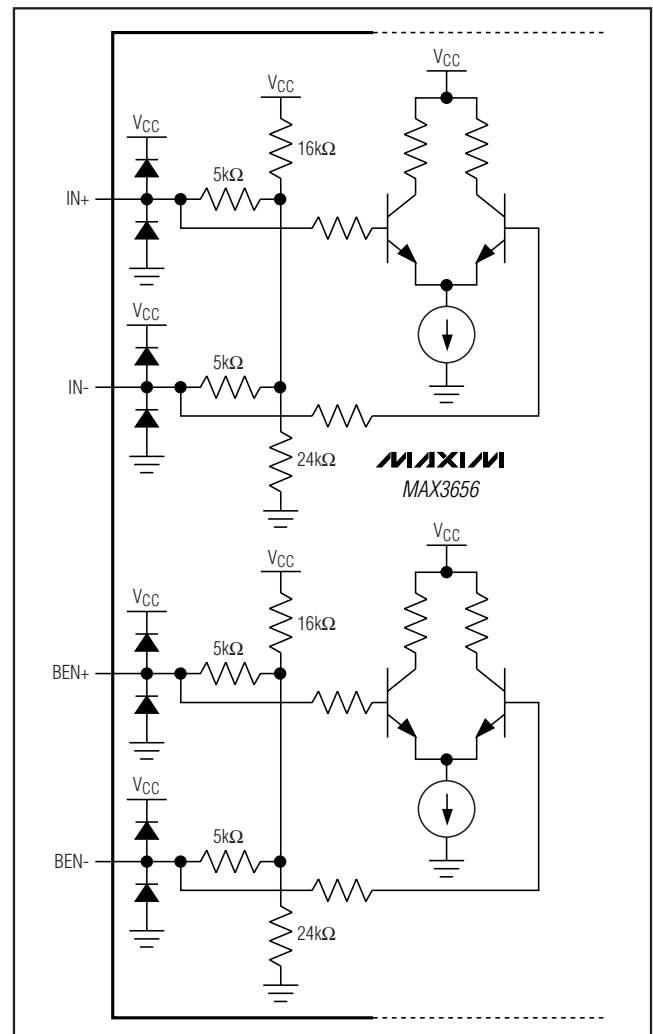 VCC
VCC
16kΩ
VCC
5kΩ
IN+
VCC
5kΩ
IN-
24kΩ
MAXIM
MAX3656
VCC
VCC
16kΩ
VCC
5kΩ
BEN+
VCC
5kΩ
BEN-
24kΩ